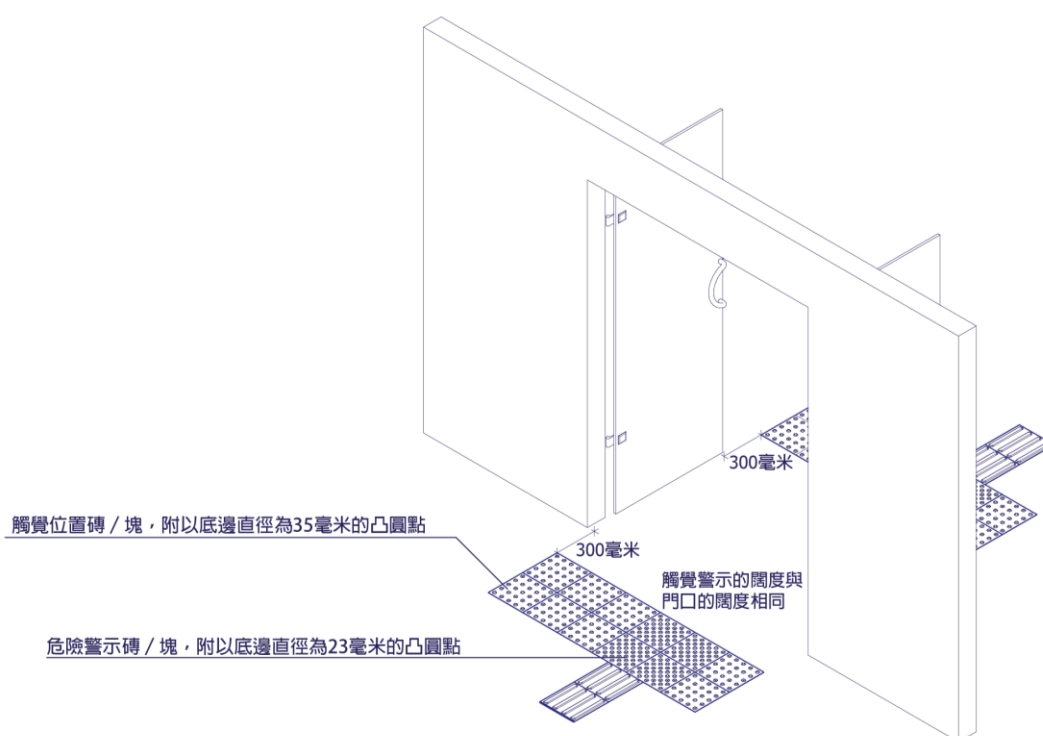 300毫米
觸覺位置磚／塊，附以底邊直徑為35毫米的凸圓點
300毫米
觸覺警示的闊度與
門口的闊度相同
危險警示磚／塊，附以底邊直徑為23毫米的凸圓點